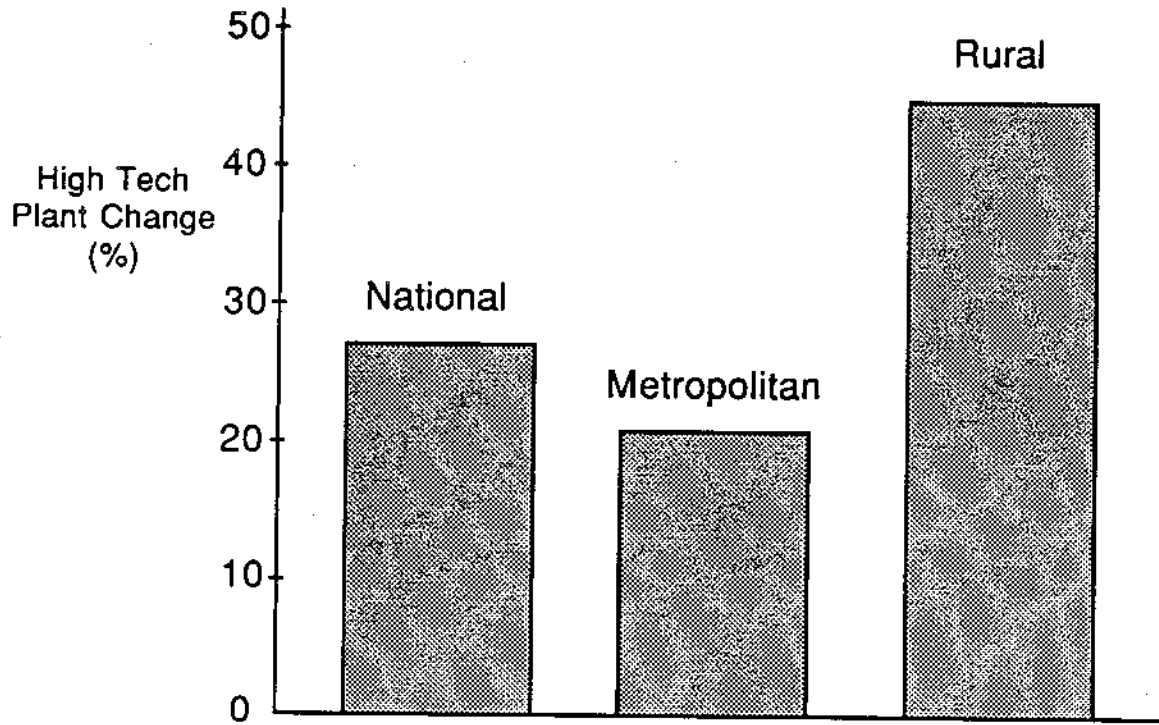 50
Rural
40
High Tech
Plant Change
(%)
30
National
Metropolitan
20
10
0